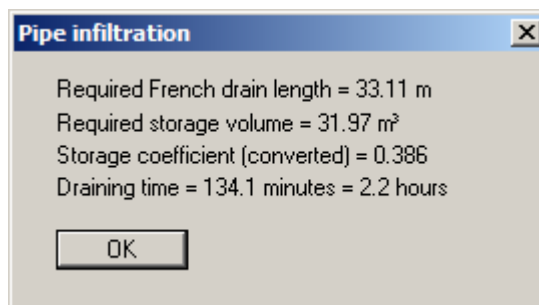 Pipe infiltration
Required French drain length = 33.11 m
Required storage volume = 31.97 m³
Storage coefficient (converted) = 0.386
Draining time = 134.1 minutes = 2.2 hours
OK